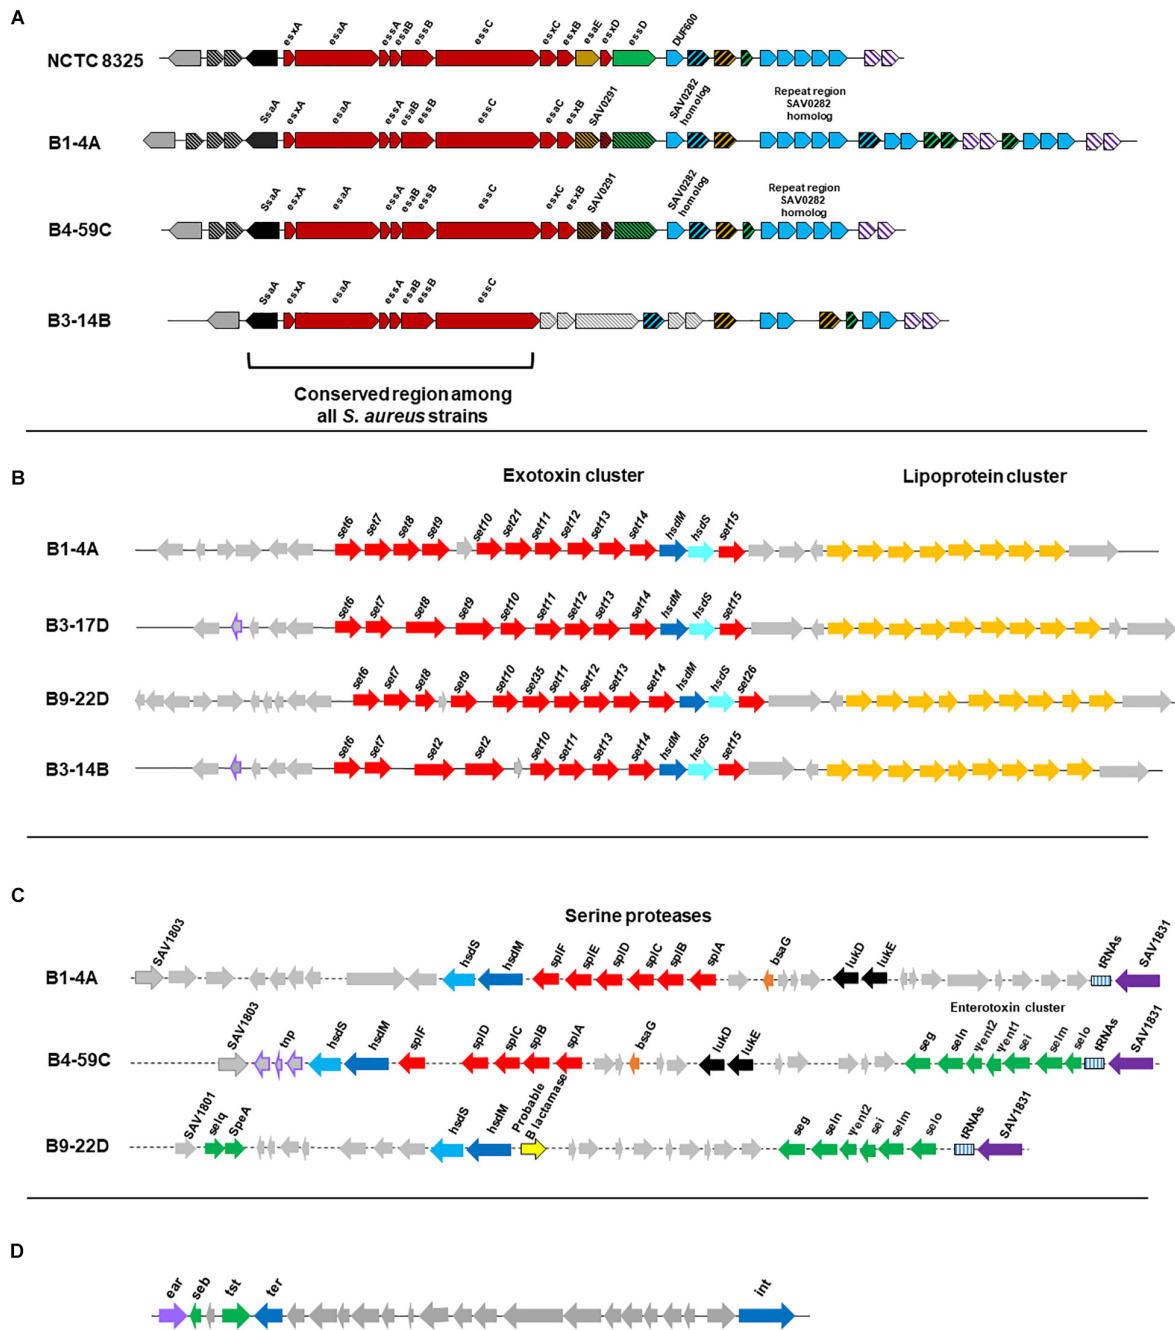 A
esxA esaA essA esaB essB essC esxC esxB esaE esxD essD DUF600
NCTC 8325
SsaA esxA esaA essA esaB essB essC esaC esxB SAV0291 SAV0282 homolog
Repeat region
SAV0282
homolog
B1-4A
SsaA esxA esaA essA esaB essB essC esxC esxB SAV0291 SAV0282 homolog
Repeat region
SAV0282
homolog
B4-59C
SsaA esxA esaA essA esaB essB essC
B3-14B
Conserved region among
all S. aureus strains
B
Exotoxin cluster Lipoprotein cluster
set6 set7 set8 set9 set10 set21 set11 set12 set13 set14 hsdM hsdS set15
B1-4A
set6 set7 set8 set9 set10 set11 set12 set13 set14 hsdM hsdS set15
B3-17D
set6 set7 set8 set9 set10 set35 set11 set12 set13 set14 hsdM hsdS set26
B9-22D
set6 set7 set2 set2 set10 set11 set13 set14 hsdM hsdS set15
B3-14B
C
Serine proteases
SAV1803 hsdS hsdM splF splE splD splC splB splA bsaG lukD lukE tRNAs SAV1831
B1-4A
Enterotoxin cluster
SAV1803 tnp hsdS hsdM splF splD splC splB splA bsaG lukD lukE seg seln Ψent2 Ψent1 sei selm selo tRNAs SAV1831
B4-59C
SAV1801 selq SpeA hsdS hsdM Probable B lactamase seg seln Ψent2 sei selm selo tRNAs SAV1831
B9-22D
D
ear seb tst ter int